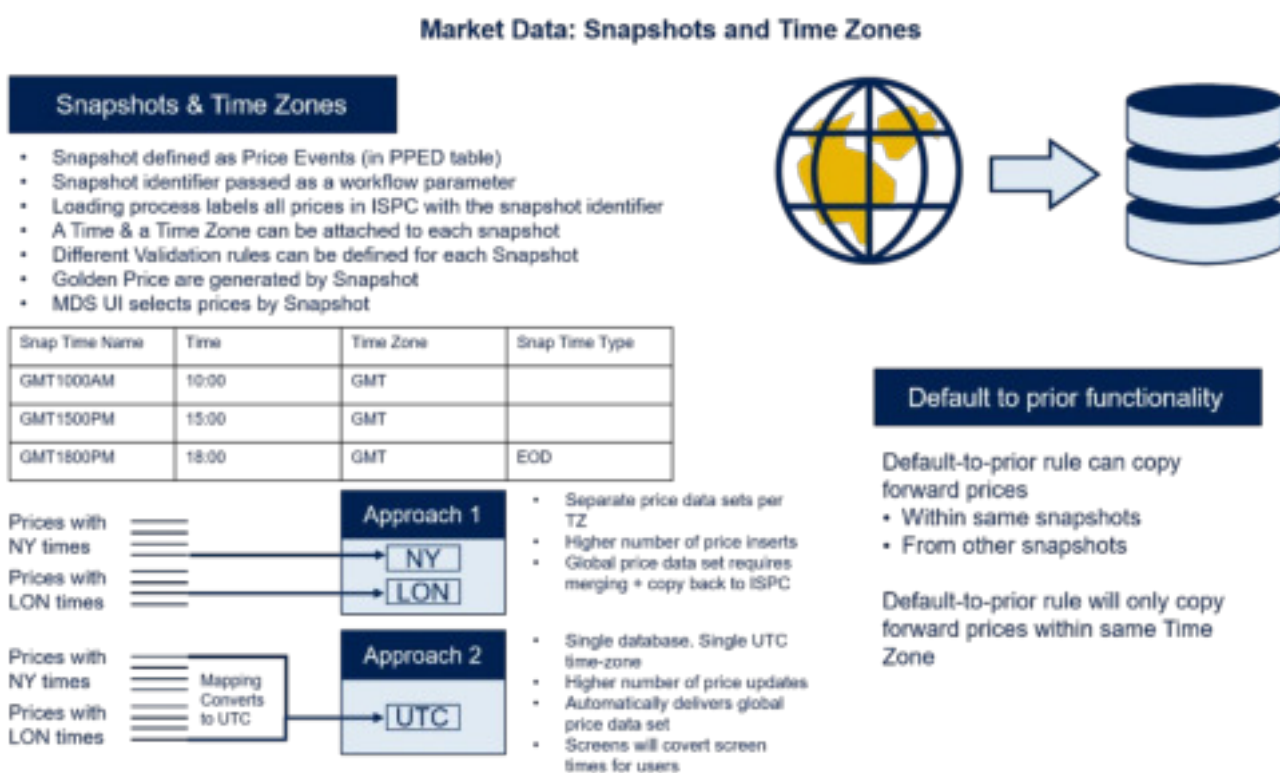 Market Data: Snapshots and Time Zones
Snapshots & Time Zones
• Snapshot defined as Price Events (in PPED table)
• Snapshot identifier passed as a workflow parameter
• Loading process labels all prices in ISPC with the snapshot identifier
• A Time & a Time Zone can be attached to each snapshot
• Different Validation rules can be defined for each Snapshot
• Golden Price are generated by Snapshot
• MDS UI selects prices by Snapshot
Snap Time Name Time Time Zone Snap Time Type
GMT1000AM 10:00 GMT
GMT1500PM 15:00 GMT
GMT1800PM 18:00 GMT EOD
Prices with
NY times
Prices with
LON times
Approach 1
NY
LON
• Separate price data sets per
TZ
• Higher number of price inserts
• Global price data set requires
merging + copy back to ISPC
Prices with
NY times
Prices with
LON times
Mapping
Converts
to UTC
Approach 2
UTC
• Single database. Single UTC
time-zone
• Higher number of price updates
• Automatically delivers global
price data set
• Screens will covert screen
times for users
Default to prior functionality
Default-to-prior rule can copy
forward prices
• Within same snapshots
• From other snapshots
Default-to-prior rule will only copy
forward prices within same Time
Zone